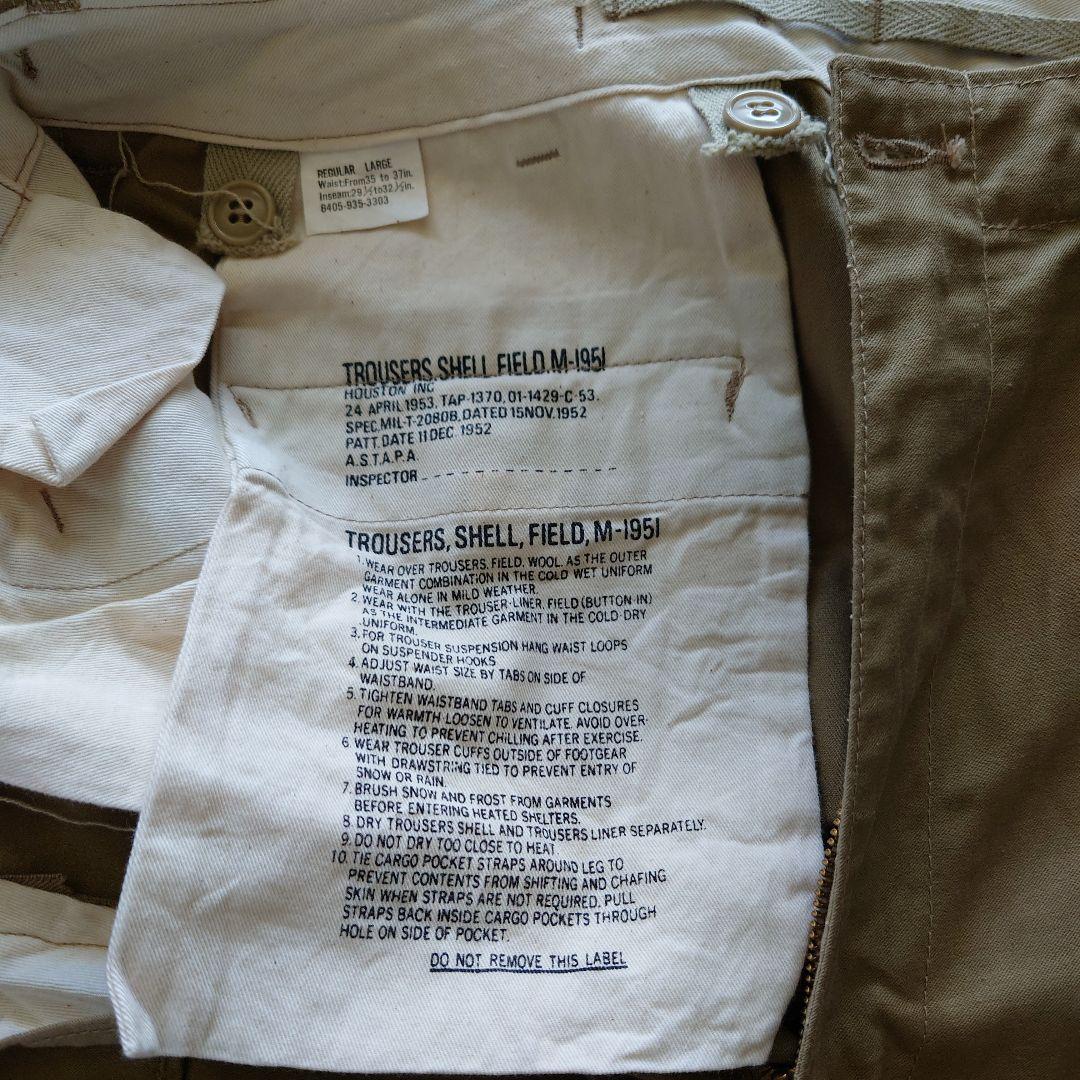 REGULAR LARGE
Waist:From35 to 37in.
Inseam:29½to32½in.
8405-935-3303
TROUSERS, SHELL, FIELD, M-1951
HOUSTON INC
24 APRIL 1953, TAP-1370, 01-1429-C-53.
SPEC.MIL-T-2080B, DATED 15NOV.1952
PATT. DATE 11DEC. 1952
A.S.T.A.P.A.
INSPECTOR - - - - - - - - - - - - - - - -
TROUSERS, SHELL, FIELD, M-1951
1. WEAR OVER TROUSERS, FIELD, WOOL, AS THE OUTER
GARMENT COMBINATION IN THE COLD WET UNIFORM
WEAR ALONE IN MILD WEATHER.
2. WEAR WITH THE TROUSER-LINER, FIELD (BUTTON IN)
AS THE INTERMEDIATE GARMENT IN THE COLD-DRY
UNIFORM.
3. FOR TROUSER SUSPENSION HANG WAIST LOOPS
ON SUSPENDER HOOKS
4. ADJUST WAIST SIZE BY TABS ON SIDE OF
WAISTBAND.
5. TIGHTEN WAISTBAND TABS AND CUFF CLOSURES
FOR WARMTH LOOSEN TO VENTILATE. AVOID OVER-
HEATING TO PREVENT CHILLING AFTER EXERCISE.
6. WEAR TROUSER CUFFS OUTSIDE OF FOOTGEAR
WITH DRAWSTRING TIED TO PREVENT ENTRY OF
SNOW OR RAIN.
7. BRUSH SNOW AND FROST FROM GARMENTS
BEFORE ENTERING HEATED SHELTERS.
8. DRY TROUSERS SHELL AND TROUSERS LINER SEPARATELY.
9. DO NOT DRY TOO CLOSE TO HEAT
10. TIE CARGO POCKET STRAPS AROUND LEG TO
PREVENT CONTENTS FROM SHIFTING AND CHAFING
SKIN WHEN STRAPS ARE NOT REQUIRED. PULL
STRAPS BACK INSIDE CARGO POCKETS THROUGH
HOLE ON SIDE OF POCKET.
DO NOT REMOVE THIS LABEL